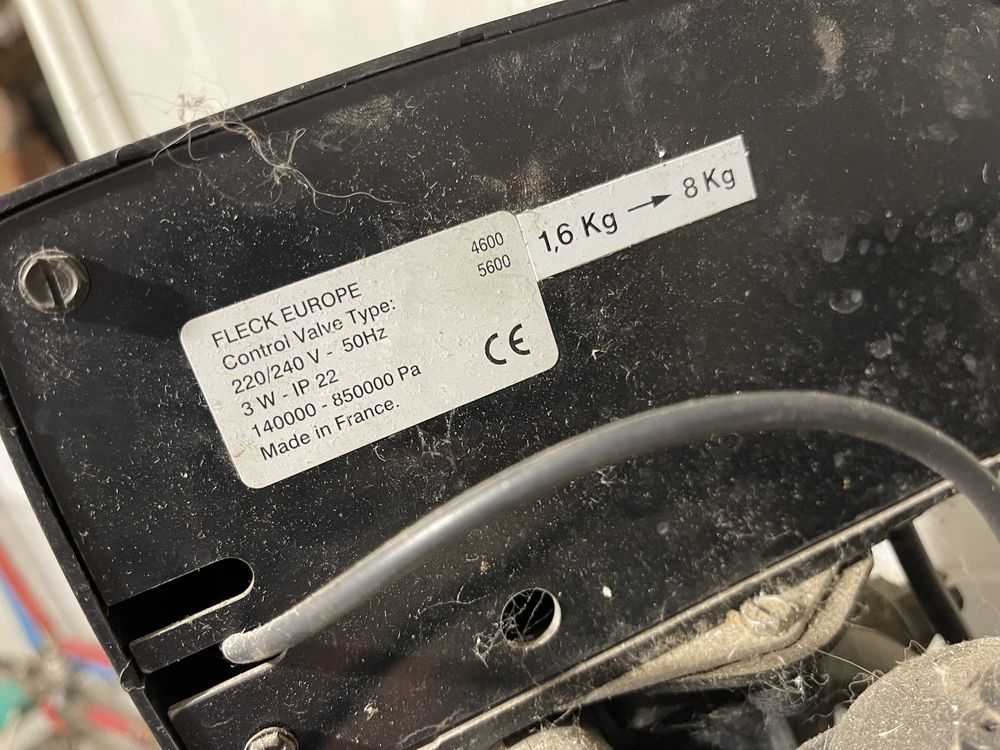 4600
5600
FLECK EUROPE
Control Valve Type:
220/240 V - 50Hz
3 W - IP 22
140000 - 850000 Pa
Made in France.
CE
1,6 Kg → 8 Kg